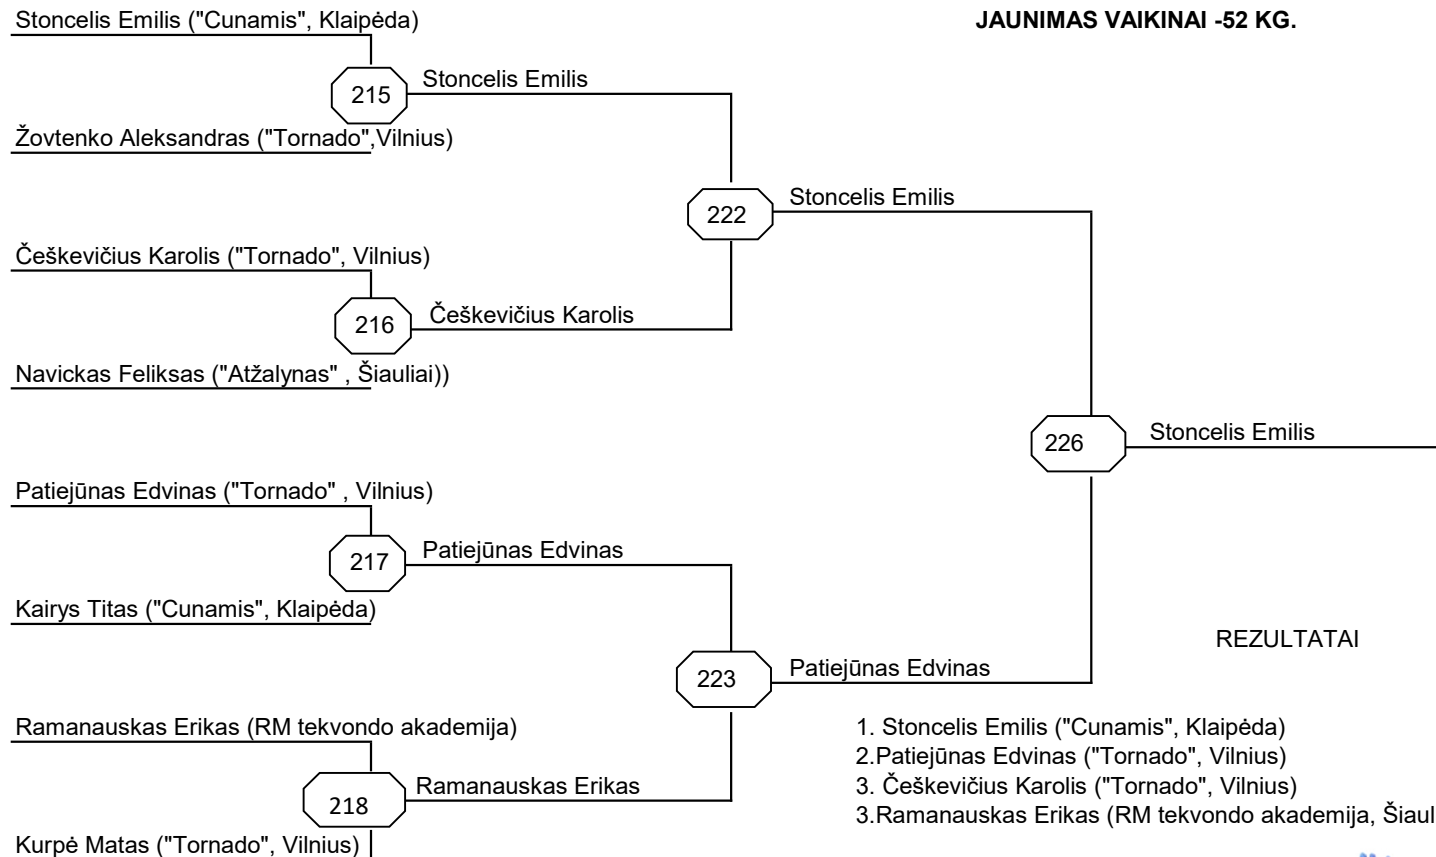 Stoncelis Emilis ("Cunamis", Klaipėda)
JAUNIMAS VAIKINAI -52 KG.
215
Stoncelis Emilis
Žovtenko Aleksandras ("Tornado",Vilnius)
222
Stoncelis Emilis
Češkevičius Karolis ("Tornado", Vilnius)
216
Češkevičius Karolis
Navickas Feliksas ("Atžalynas" , Šiauliai))
226
Stoncelis Emilis
Patiejūnas Edvinas ("Tornado" , Vilnius)
217
Patiejūnas Edvinas
Kairys Titas ("Cunamis", Klaipėda)
REZULTATAI
223
Patiejūnas Edvinas
Ramanauskas Erikas (RM tekvondo akademija)
1. Stoncelis Emilis ("Cunamis", Klaipėda)
2.Patiejūnas Edvinas ("Tornado", Vilnius)
218
Ramanauskas Erikas
3. Češkevičius Karolis ("Tornado", Vilnius)
3.Ramanauskas Erikas (RM tekvondo akademija, Šiaul
Kurpė Matas ("Tornado", Vilnius)